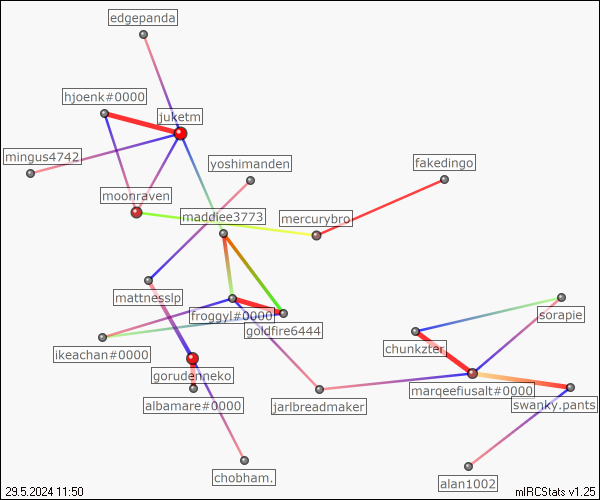 edgepanda
hjoenk#0000
juketm
mingus4742
yoshimanden
fakedingo
moonraven
maddiee3773
mercurybro
mattnesslp
froggyl#0000
sorapie
goldfire6444
ikeachan#0000
chunkzter
gorudenneko
marqeefiusalt#0000
albamare#0000
jarlbreadmaker
swanky.pants
chobham.
alan1002
29.5.2024 11:50
mIRCStats v1.25